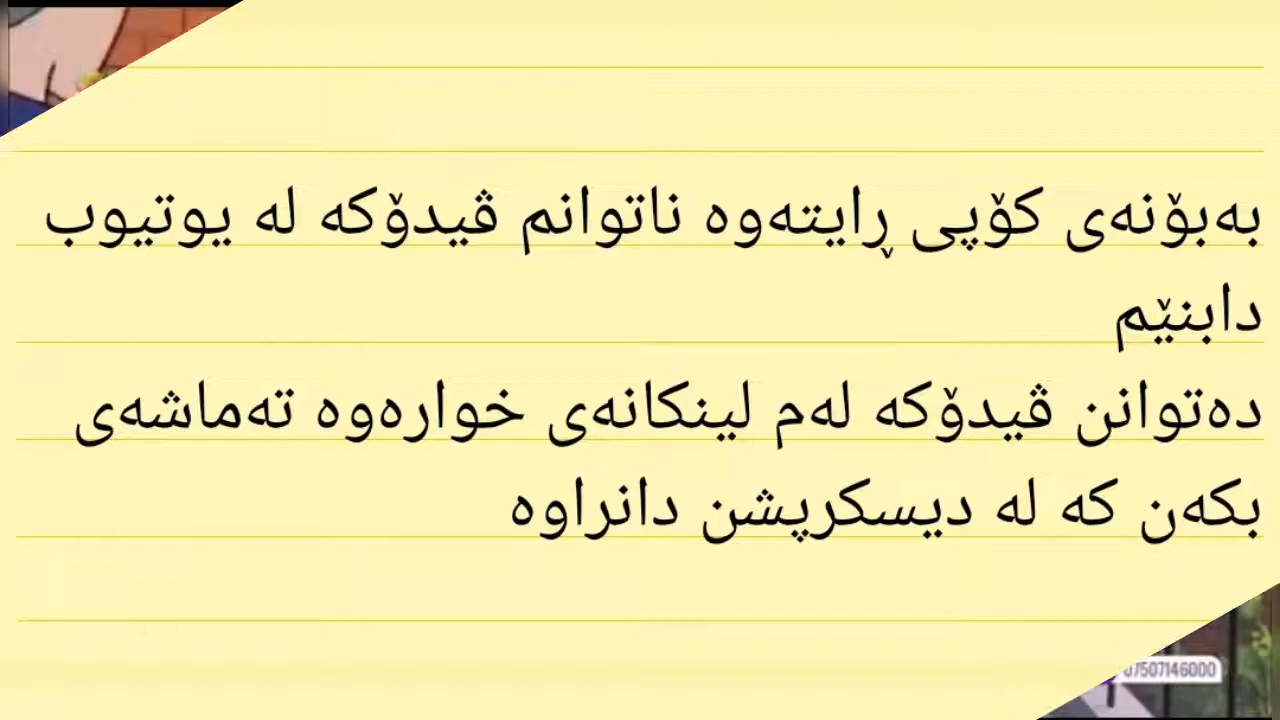 بەبۆنەی کۆپی ڕایتەوە ناتوانم ڤیدۆکە لە یوتیوب
دابنێم
دەتوانن ڤیدۆکە لەم لینکانەی خوارەوە تەماشەی
بکەن کە لە دیسکرپشن دانراوە
07507146000